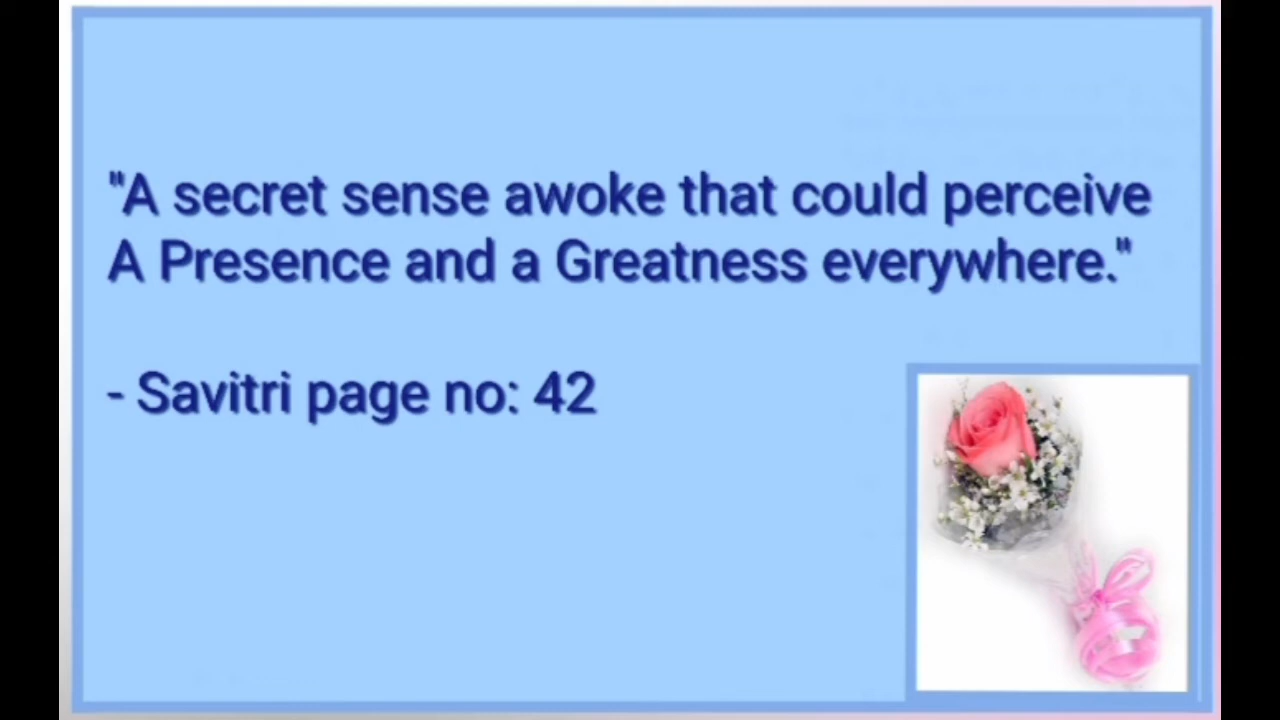 "A secret sense awoke that could perceive
A Presence and a Greatness everywhere."
- Savitri page no: 42